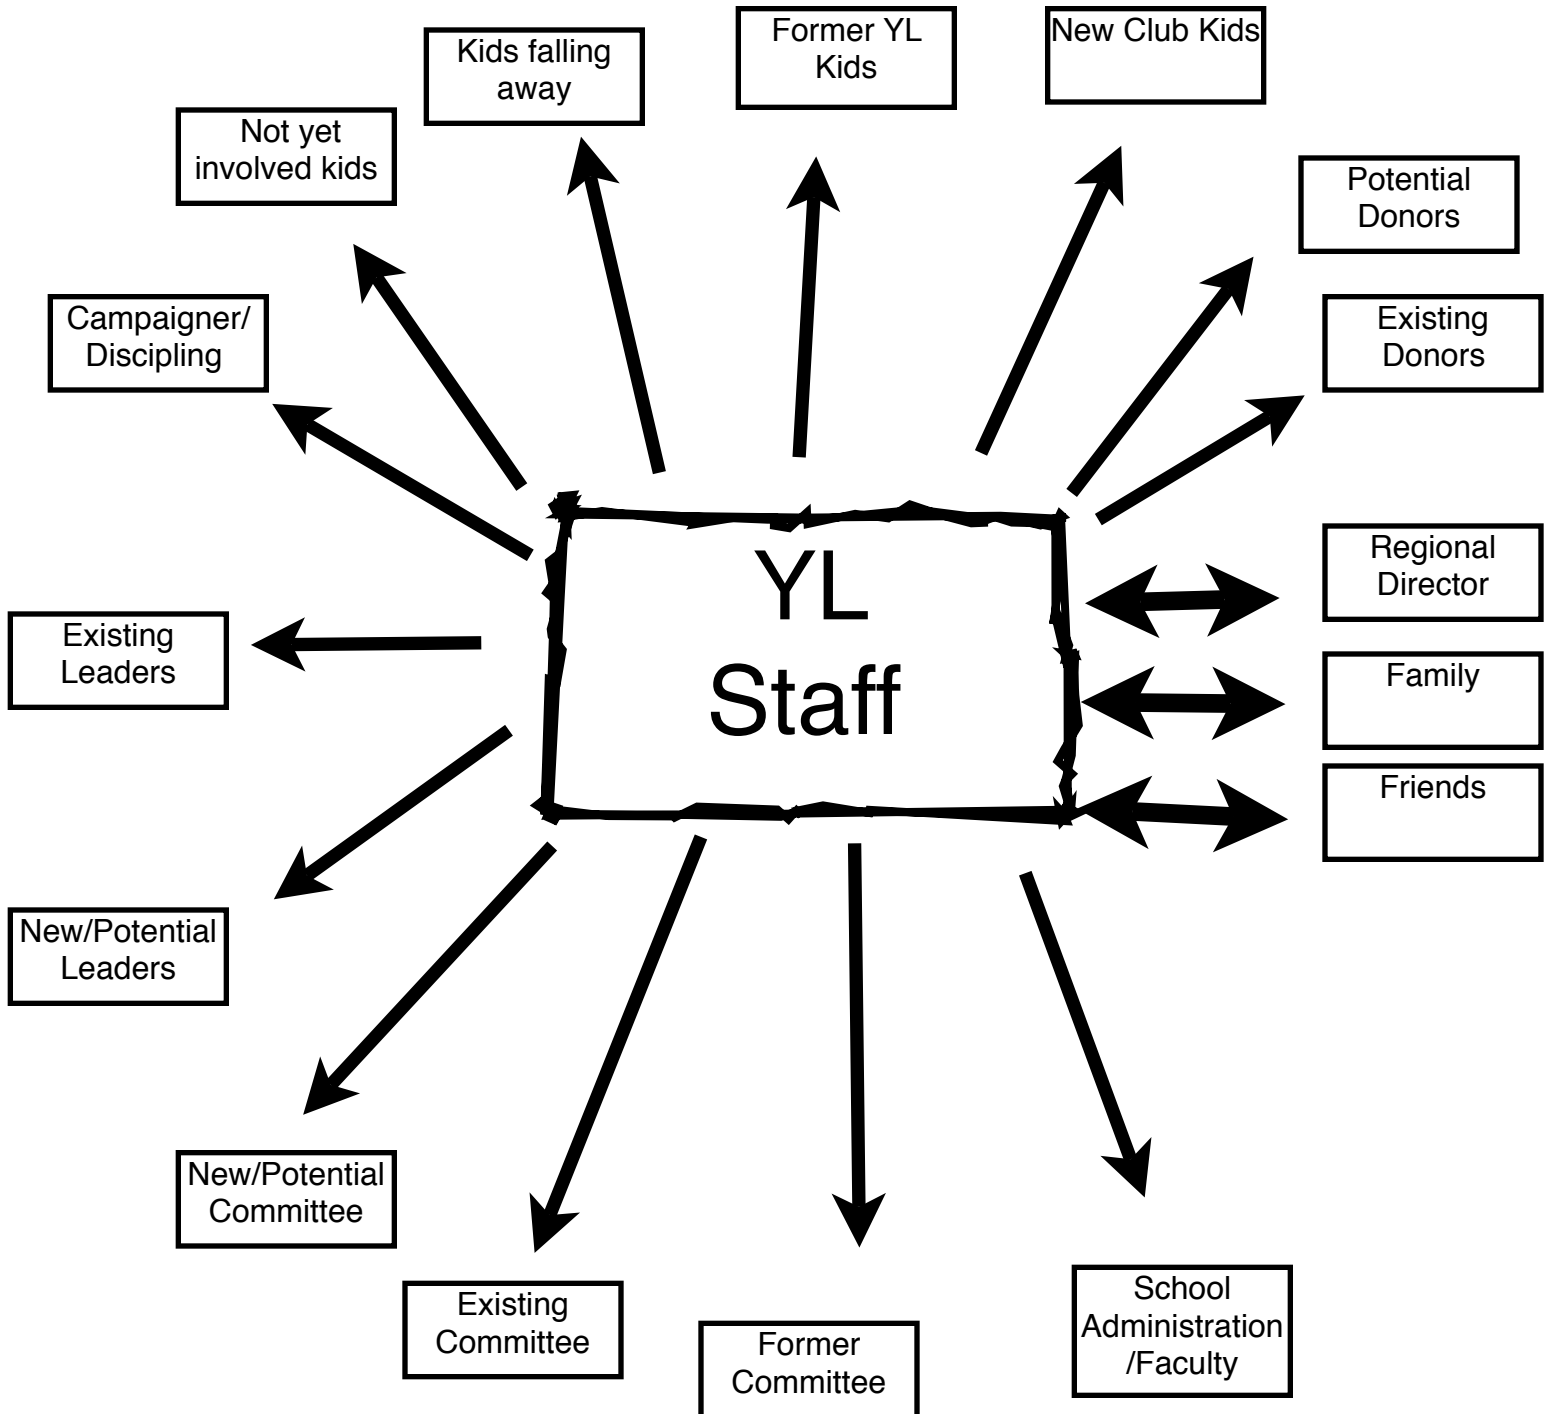 Former YL
Kids
New Club Kids
Kids falling
away
Not yet
involved kids
Potential
Donors
Campaigner/
Discipling
Existing
Donors
YL
Staff
Regional
Director
Existing
Leaders
Family
Friends
New/Potential
Leaders
New/Potential
Committee
Existing
Committee
Former
Committee
School
Administration
/Faculty